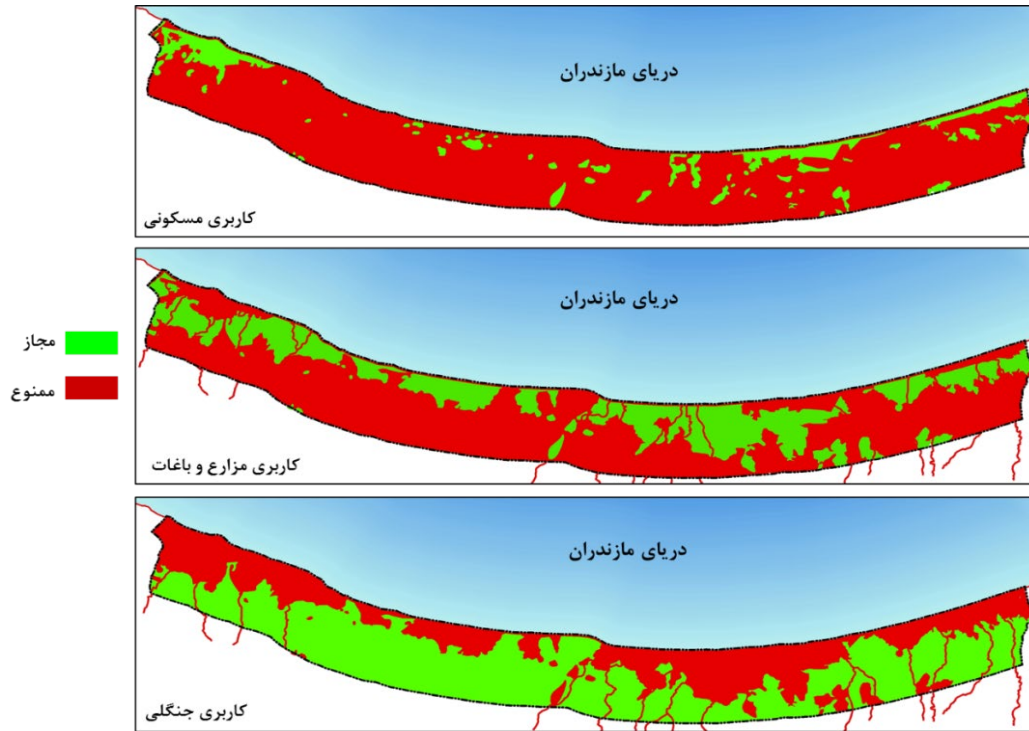 دریای مازندران
کاربری مسکونی
دریای مازندران
مجاز
ممنوع
کاربری مزارع و باغات
دریای مازندران
کاربری جنگلی